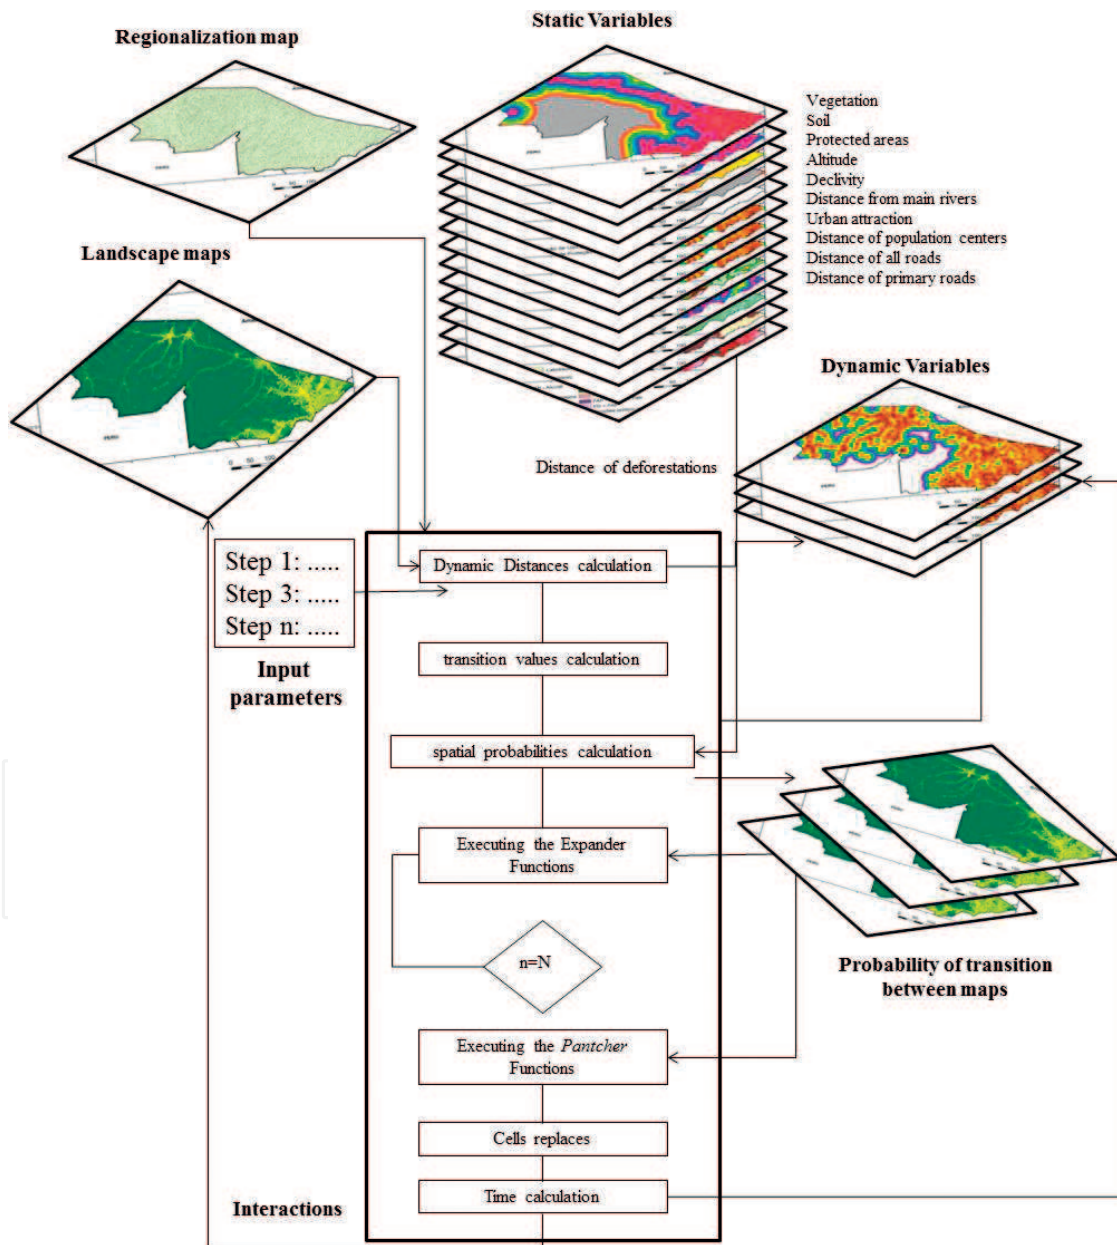 Static Variables
Regionalization map
Vegetation
Soil
Protected areas
Altitude
Declivity
Distance from main rivers
Urban attraction
Distance of population centers
Distance of all roads
Distance of primary roads
Landscape maps
Dynamic Variables
Distance of deforestations
Step 1: .....
Step 3: .....
Step n: .....
Input
parameters
Dynamic Distances calculation
transition values calculation
spatial probabilities calculation
Executing the Expander
Functions
n=N
Probability of transition
between maps
Executing the Pantcher
Functions
Cells replaces
Time calculation
Interactions